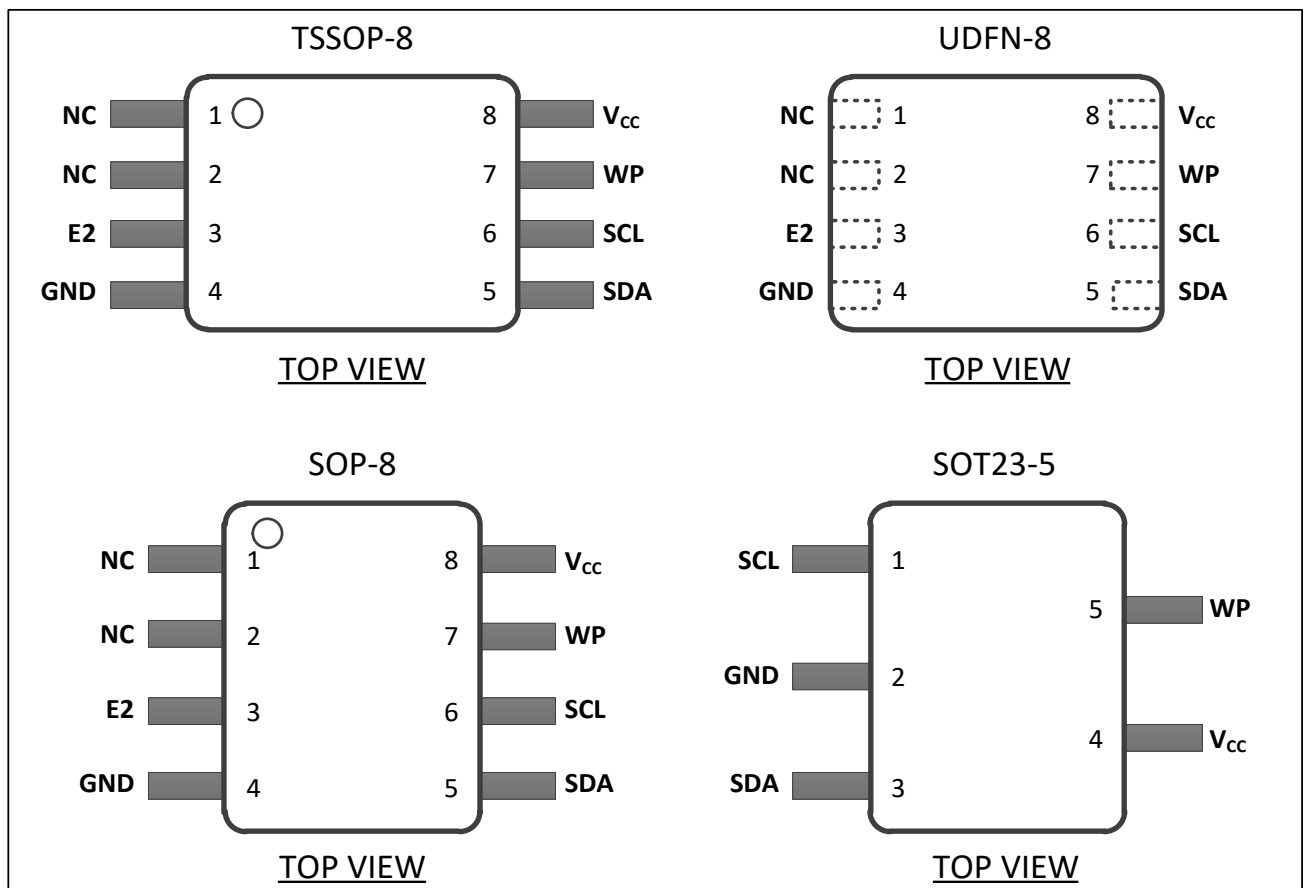 TSSOP-8
NC 1 8 VCC
NC 2 7 WP
E2 3 6 SCL
GND 4 5 SDA
TOP VIEW
UDFN-8
NC 1 8 VCC
NC 2 7 WP
E2 3 6 SCL
GND 4 5 SDA
TOP VIEW
SOP-8
NC 1 8 VCC
NC 2 7 WP
E2 3 6 SCL
GND 4 5 SDA
TOP VIEW
SOT23-5
SCL 1
5 WP
GND 2
4 VCC
SDA 3
TOP VIEW